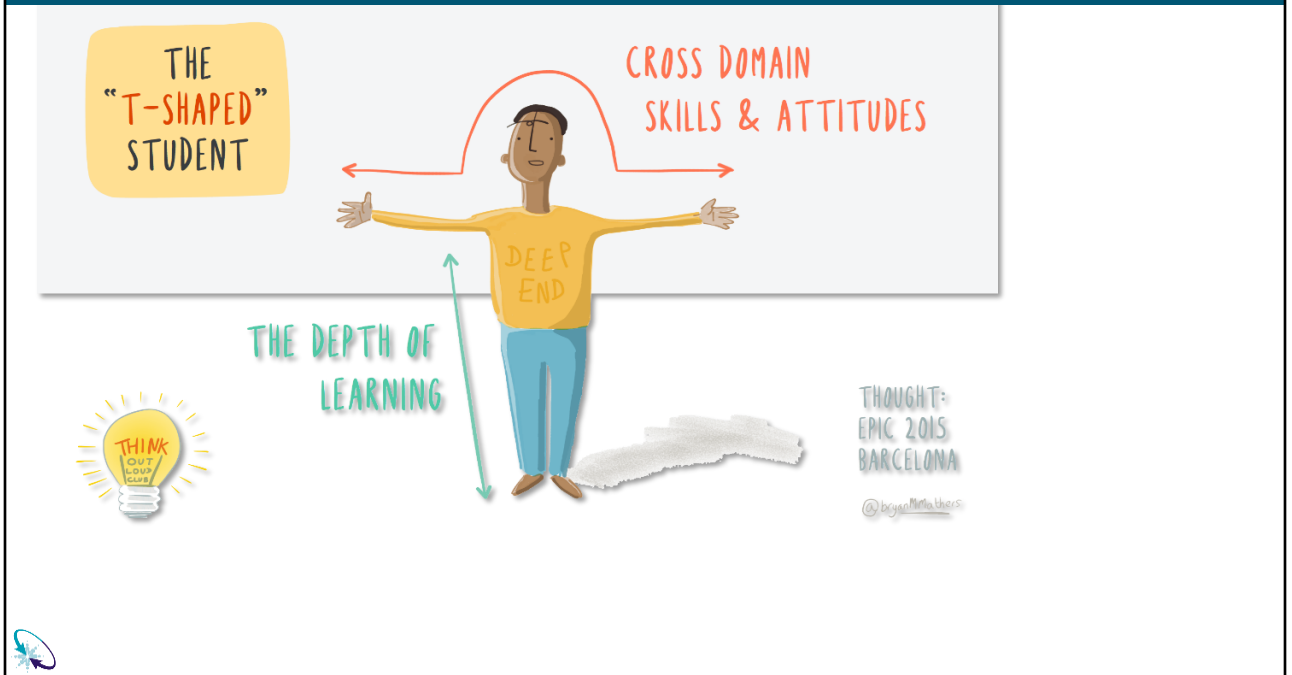 THE
"T-SHAPED"
STUDENT
CROSS DOMAIN
SKILLS & ATTITUDES
DEEP
END
THE DEPTH OF
LEARNING
THINK
OUT
LOUD
CLUB
THOUGHT:
EPIC 2015
BARCELONA
@bryanMMathers